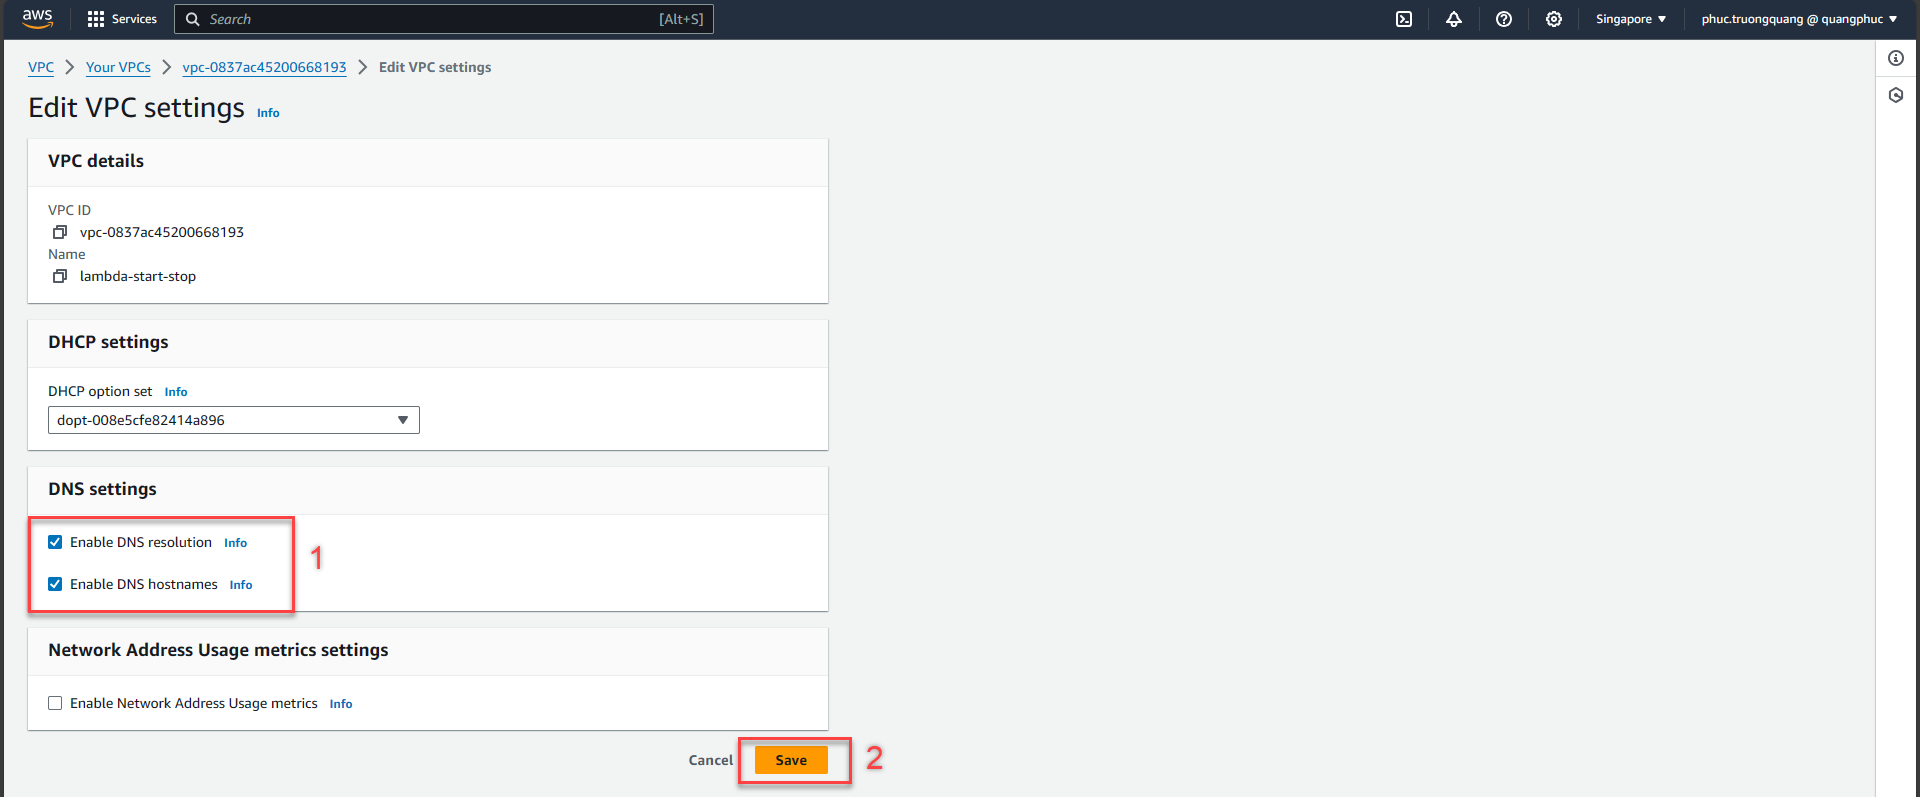 aws Services Search [Alt+S] Singapore phuc.truongquang @ quangphuc
VPC Your VPCs vpc-0837ac45200668193 Edit VPC settings
Edit VPC settings Info
VPC details
VPC ID
vpc-0837ac45200668193
Name
lambda-start-stop
DHCP settings
DHCP option set Info
dopt-008e5cfe82414a896
DNS settings
Enable DNS resolution Info
1
Enable DNS hostnames Info
Network Address Usage metrics settings
Enable Network Address Usage metrics Info
Cancel Save 2